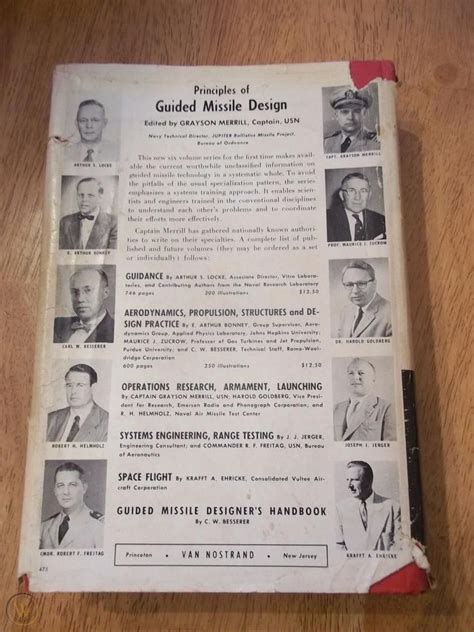 Principles of
Guided Missile Design
Edited by GRAYSON MERRILL, Captain, USN
Navy Technical Director, JUPITER Ballistic Missile Project,
Bureau of Ordnance
This new six volume series for the first time makes avail-
able the current worthwhile unclassified information on
guided missile technology in a systematic whole. To avoid
the pitfalls of the usual specialization pattern, the series
emphasizes a system training approach. It enables scien-
tists and engineers trained in the conventional disciplines
to understand each other's problems and to coordinate
their efforts more effectively.
Captain Merrill has gathered nationally known authori-
ties to write on their specialties. A complete list of pub-
lished and future volumes (they may be ordered as a set
or individually) follows:
GUIDANCE By ARTHUR S. LOCKE, Associate Director, Vitro Labora-
tories, and Contributing Authors from the Naval Research Laboratory
746 pages 300 illustrations $12.50
AERODYNAMICS, PROPULSION, STRUCTURES and DE-
SIGN PRACTICE By E. ARTHUR BONNEY, Group Supervisor, Aero-
dynamics Group, Applied Physics Laboratory, Johns Hopkins University;
MAURICE J. ZUCROW, Professor of Gas Turbines and Jet Propulsion,
Purdue University; and C. W. BESSERER, Technical Staff, Ramo-Wool-
dridge Corporation
600 pages 250 illustrations $12.50
OPERATIONS RESEARCH, ARMAMENT, LAUNCHING
By CAPTAIN GRAYSON MERRILL, USN; HAROLD GOLDBERG, Vice Presi-
dent for Research, Emerson Radio and Phonograph Corporation; and
R. H. HELMHOLZ, Naval Air Missile Test Center
SYSTEMS ENGINEERING, RANGE TESTING By J. J. JERGER,
Engineering Consultant; and COMMANDER R. F. FREITAG, USN, Bureau
of Aeronautics
SPACE FLIGHT By KRAFFT A. EHRICKE, Consolidated Vultee Air-
craft Corporation
GUIDED MISSILE DESIGNER'S HANDBOOK
By C. W. BESSERER
Princeton • VAN NOSTRAND • New Jersey
475
ARTHUR S. LOCKE
E. ARTHUR BONNEY
CARL W. BESSERER
ROBERT H. HELMHOLZ
CMDR. ROBERT F. FREITAG
CAPT. GRAYSON MERRILL
PROF. MAURICE J. ZUCROW
DR. HAROLD GOLDBERG
JOSEPH J. JERGER
KRAFFT A. EHRICKE